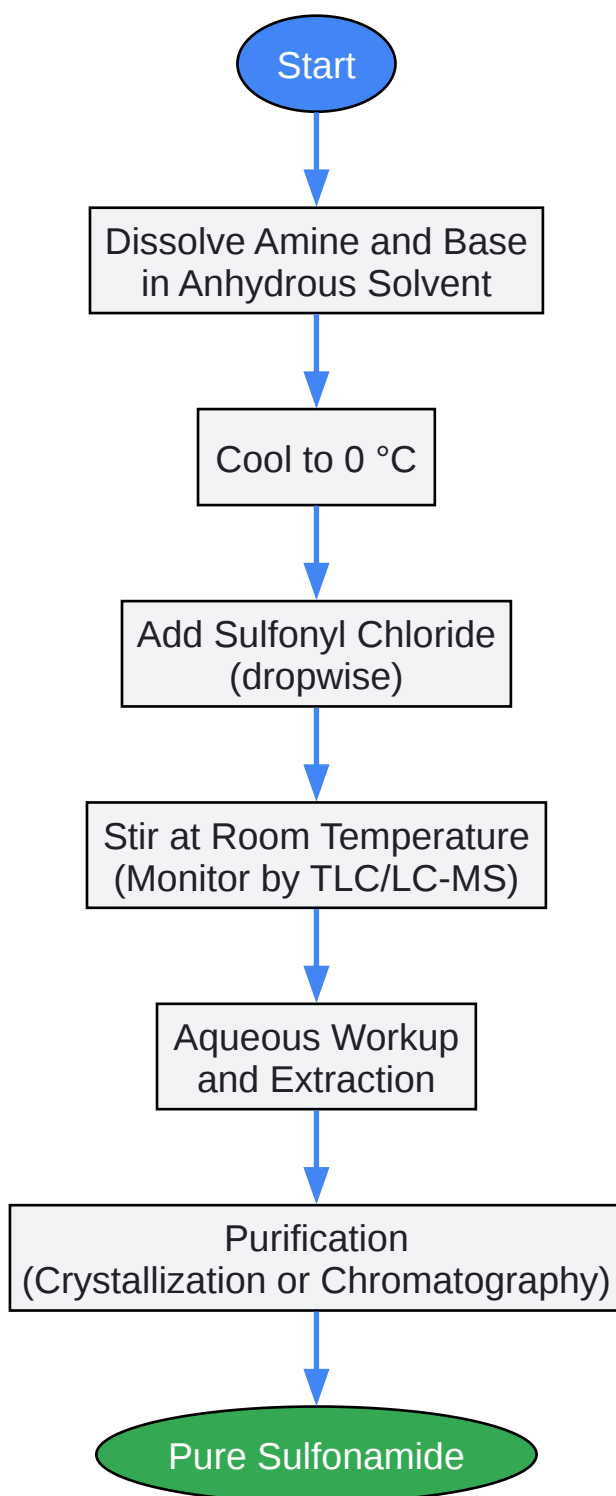 Start
Dissolve Amine and Base
in Anhydrous Solvent
Cool to 0 °C
Add Sulfonyl Chloride
(dropwise)
Stir at Room Temperature
(Monitor by TLC/LC-MS)
Aqueous Workup
and Extraction
Purification
(Crystallization or Chromatography)
Pure Sulfonamide